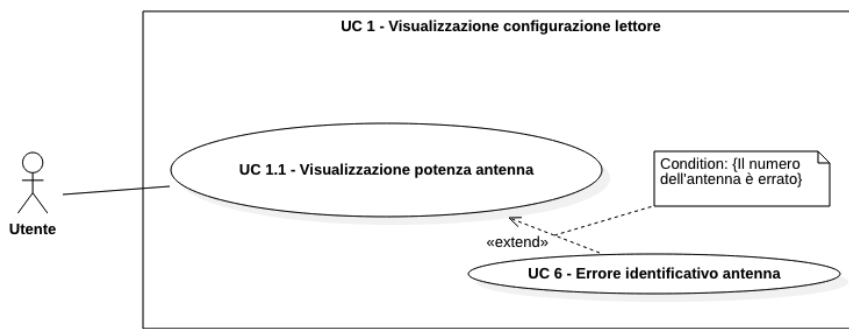 UC 1 - Visualizzazione configurazione lettore
UC 1.1 - Visualizzazione potenza antenna
Condition: {Il numero
dell'antenna è errato}
Utente
«extend»
UC 6 - Errore identificativo antenna